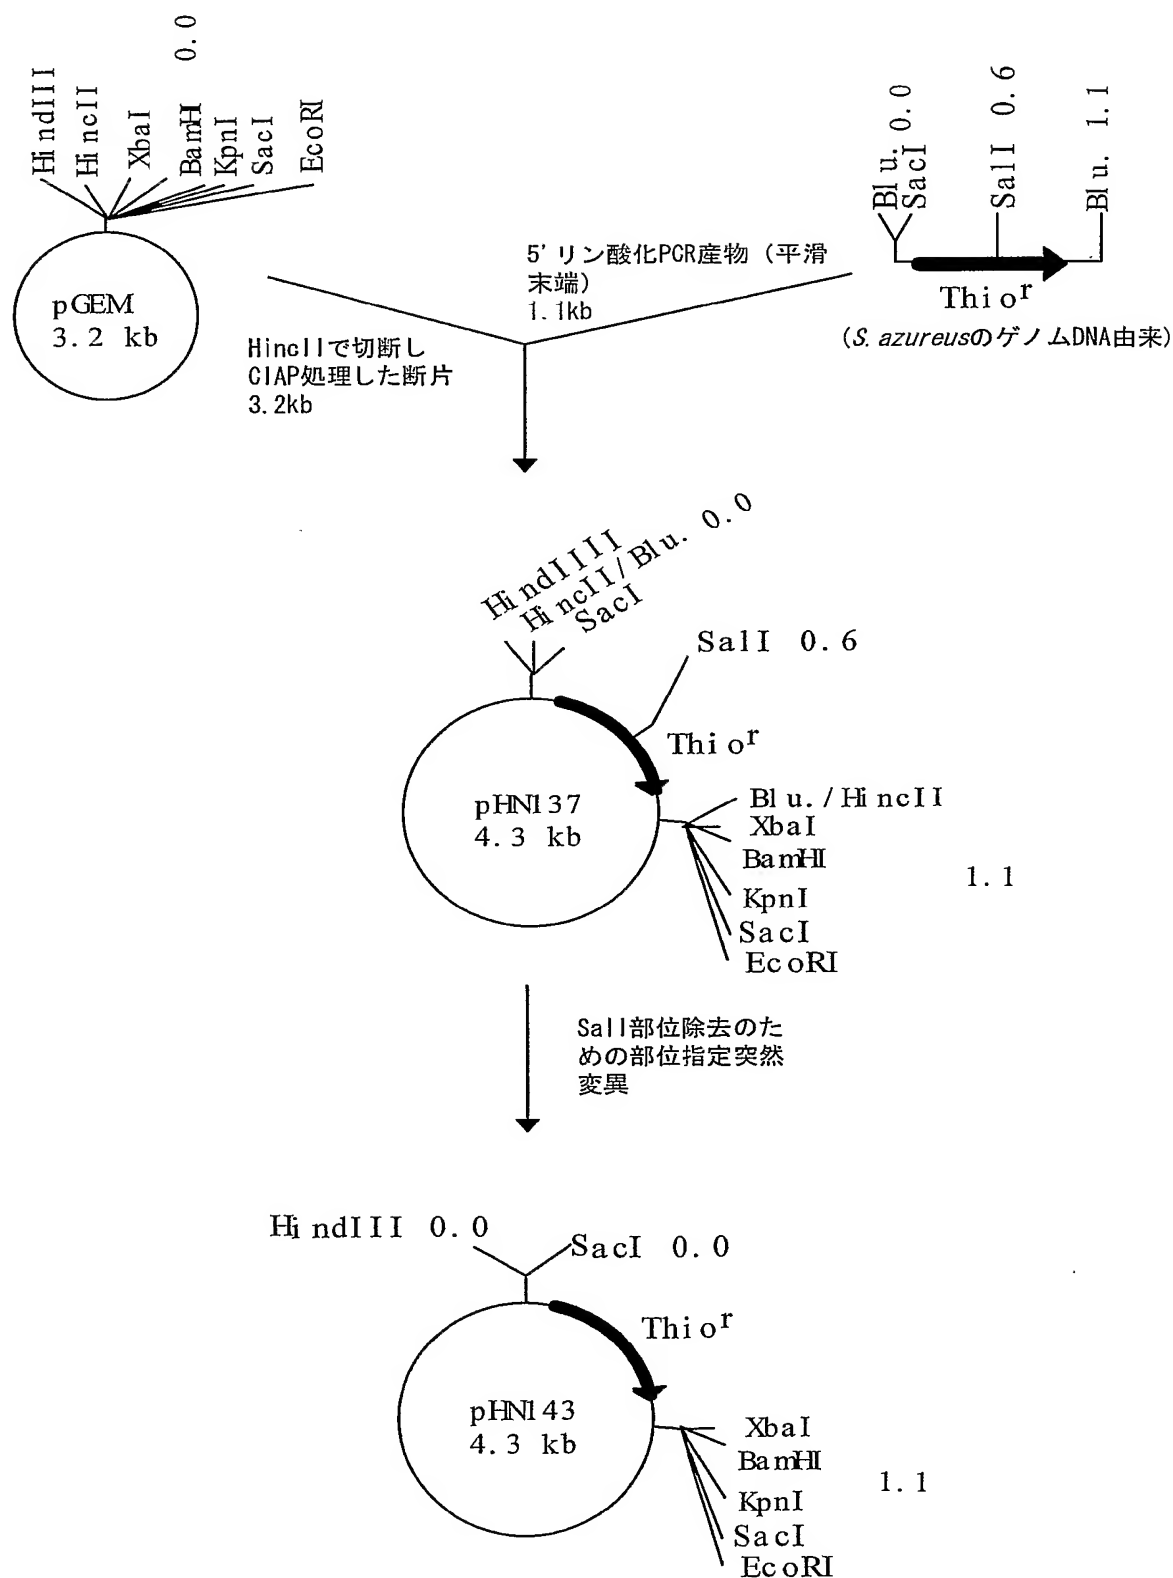 HindIII
HincII
XbaI
BamHI 0.0
KpnI
SacI
EcoRI
pGEM
3.2 kb
Blu. 0.0
SacI
SalI 0.6
Blu. 1.1
Thioʳ
(S. azureusのゲノムDNA由来)
5' リン酸化PCR産物（平滑
末端）
1.1kb
HincIIで切断し
CIAP処理した断片
3.2kb
HindIIII
HincII/Blu. 0.0
SacI
SalI 0.6
Thioʳ
pHN137
4.3 kb
Blu./HincII
XbaI
BamHI
KpnI
SacI
EcoRI
1.1
SalI部位除去のた
めの部位指定突然
変異
HindIII 0.0
SacI 0.0
Thioʳ
pHN143
4.3 kb
XbaI
BamHI
KpnI
SacI
EcoRI
1.1